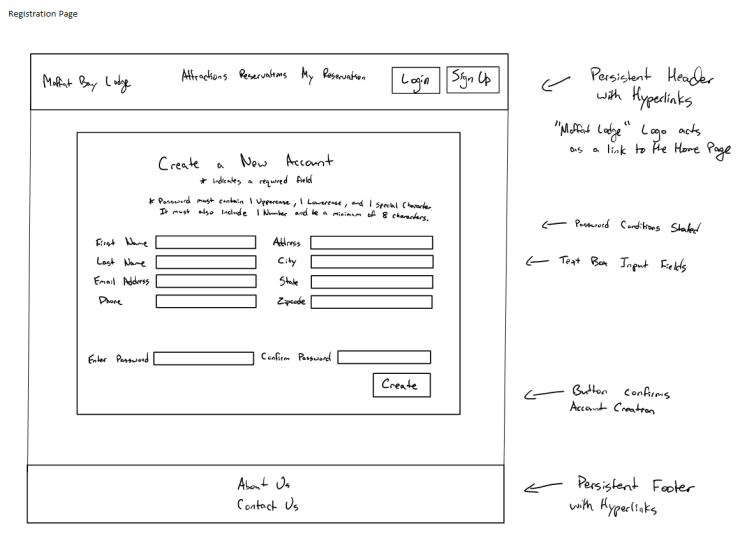 Registration Page
Moffat Bay Lodge Attractions Reservations My Reservation Login Sign Up
Persistent Header
with Hyperlinks
"Moffat Lodge" Logo acts
as a link to the Home Page
Create a New Account
* indicates a required field
* Password must contain 1 Uppercase, 1 Lowercase, and 1 special Character.
It must also include 1 Number and be a minimum of 8 characters.
Password Conditions Stated
First Name Address
Last Name City
Text Box Input Fields
Email Address State
Phone Zipcode
Enter Password Confirm Password
Create
Button confirms
Account Creation
About Us
Contact Us
Persistent Footer
with Hyperlinks